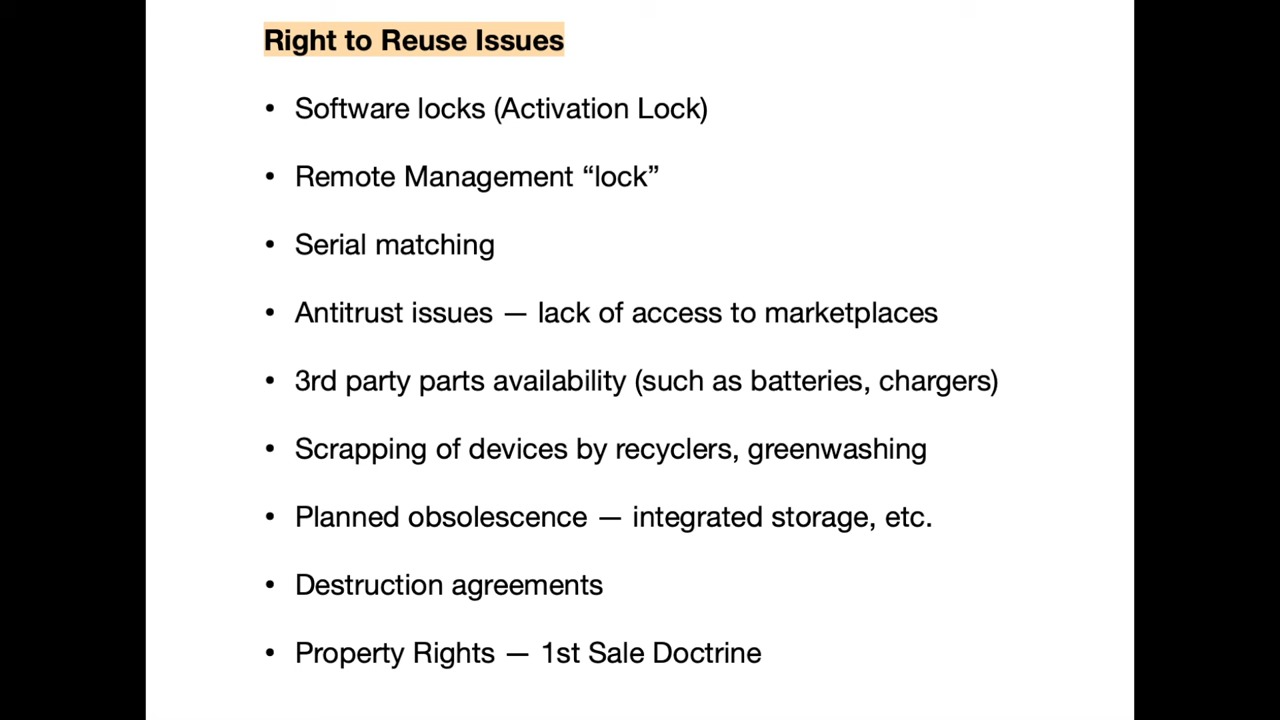 Right to Reuse Issues
• Software locks (Activation Lock)
• Remote Management “lock”
• Serial matching
• Antitrust issues — lack of access to marketplaces
• 3rd party parts availability (such as batteries, chargers)
• Scrapping of devices by recyclers, greenwashing
• Planned obsolescence — integrated storage, etc.
• Destruction agreements
• Property Rights — 1st Sale Doctrine